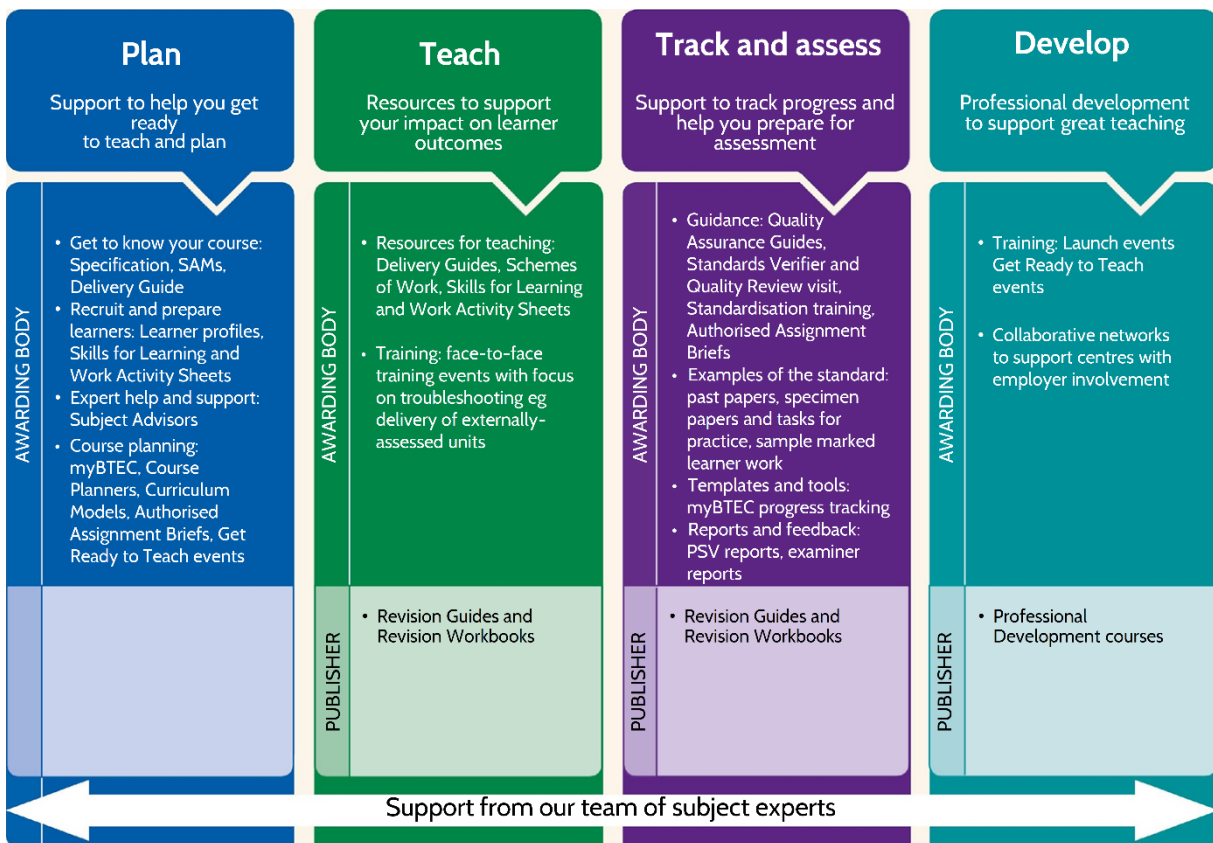 Plan
Support to help you get
ready
to teach and plan
AWARDING BODY
• Get to know your course:
Specification, SAMs,
Delivery Guide
• Recruit and prepare
learners: Learner profiles,
Skills for Learning and
Work Activity Sheets
• Expert help and support:
Subject Advisors
• Course planning:
myBTEC, Course
Planners, Curriculum
Models, Authorised
Assignment Briefs, Get
Ready to Teach events
Teach
Resources to support
your impact on learner
outcomes
AWARDING BODY
• Resources for teaching:
Delivery Guides, Schemes
of Work, Skills for Learning
and Work Activity Sheets
• Training: face-to-face
training events with focus
on troubleshooting eg
delivery of externally-
assessed units
PUBLISHER
• Revision Guides and
Revision Workbooks
Track and assess
Support to track progress and
help you prepare for
assessment
AWARDING BODY
• Guidance: Quality
Assurance Guides,
Standards Verifier and
Quality Review visit,
Standardisation training,
Authorised Assignment
Briefs
• Examples of the standard:
past papers, specimen
papers and tasks for
practice, sample marked
learner work
• Templates and tools:
myBTEC progress tracking
• Reports and feedback:
PSV reports, examiner
reports
PUBLISHER
• Revision Guides and
Revision Workbooks
Develop
Professional development
to support great teaching
AWARDING BODY
• Training: Launch events
Get Ready to Teach
events
• Collaborative networks
to support centres with
employer involvement
PUBLISHER
• Professional
Development courses
Support from our team of subject experts